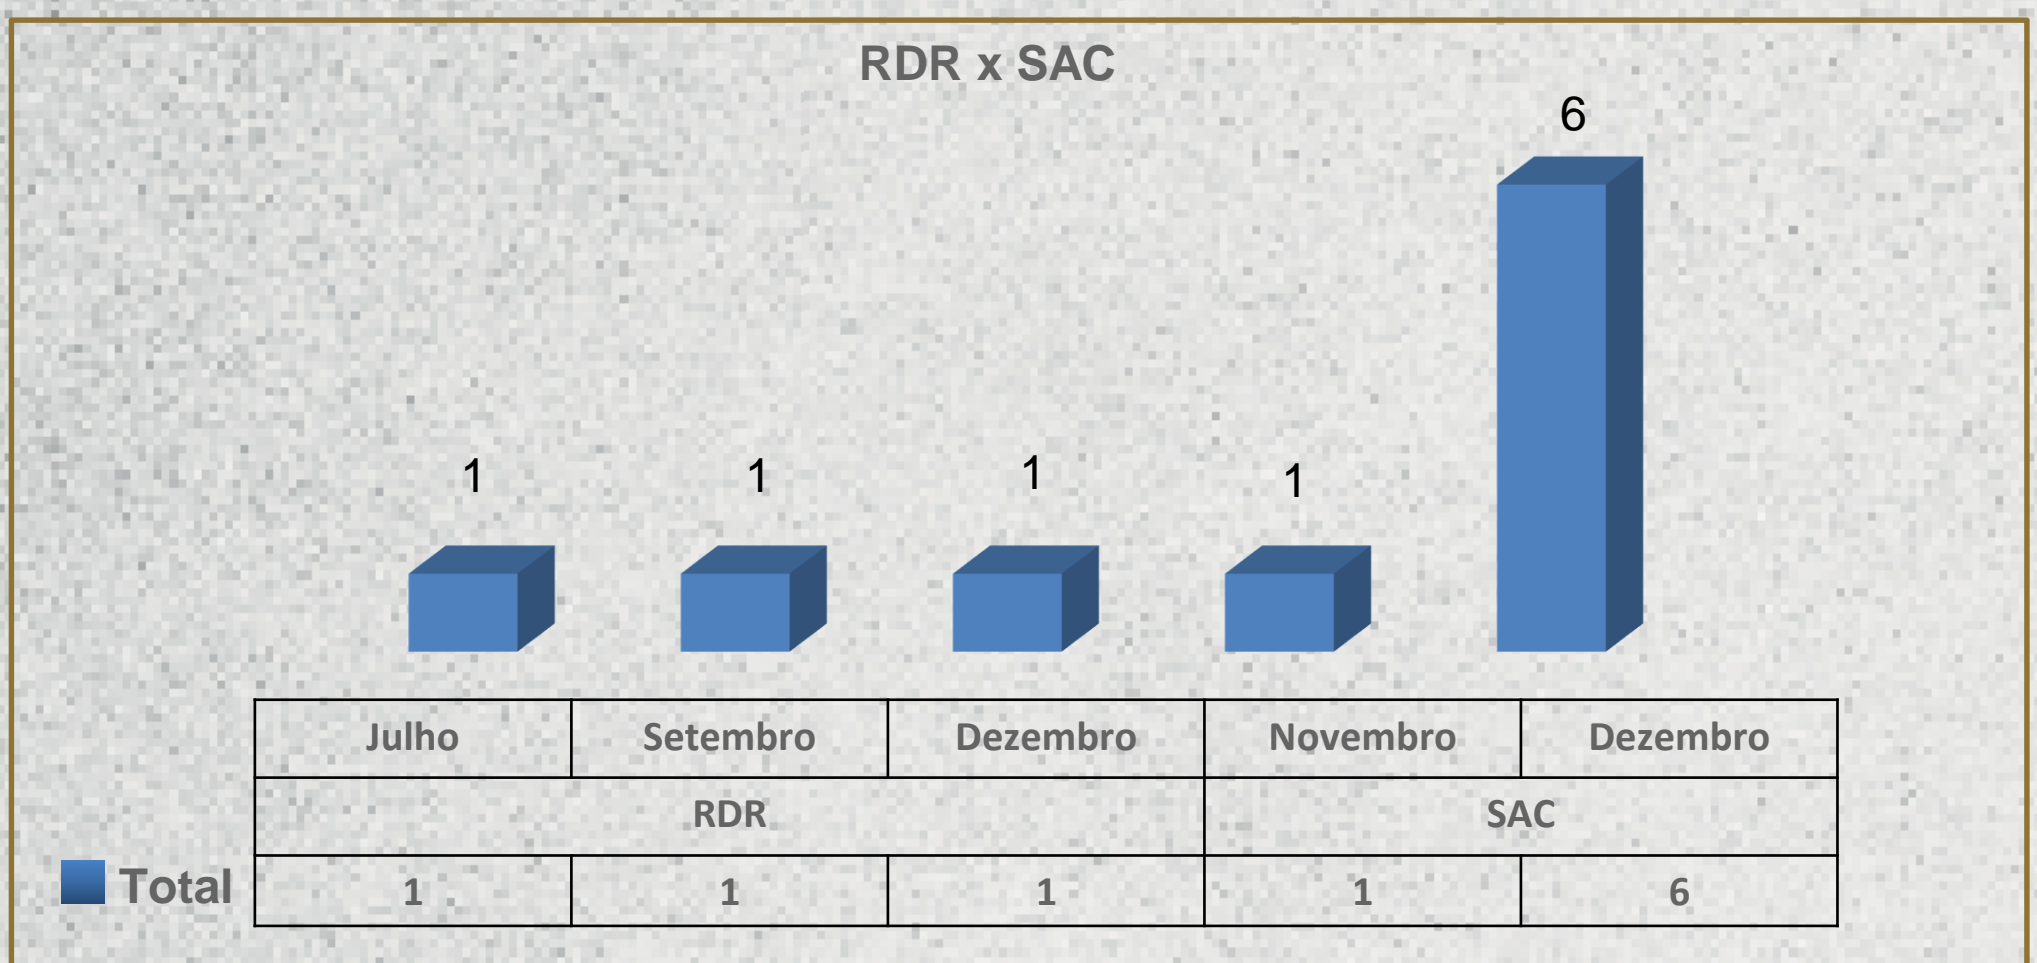 RDR x SAC
6
1 1 1 1
Julho Setembro Dezembro Novembro Dezembro
RDR SAC
Total 1 1 1 1 6